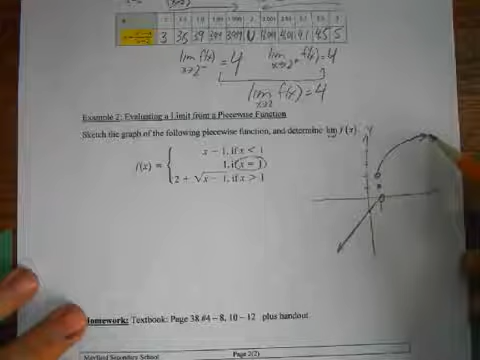 3 3.5 3.9 3.99 3.999 U 4.001 4.01 4.1 4.5 5
lim f(x) = 4 lim f(x) = 4
x→2⁻ x→2⁺
lim f(x) = 4
x→2
Example 2: Evaluating a Limit from a Piecewise Function
Sketch the graph of the following piecewise function, and determine lim f(x).
x − 1, if x < 1
f(x) = { 1, if x = 1
2 + √x − 1, if x > 1
Homework: Textbook: Page 38 #4 – 8, 10 – 12 plus handout
Mayfield Secondary School Page 2(2)